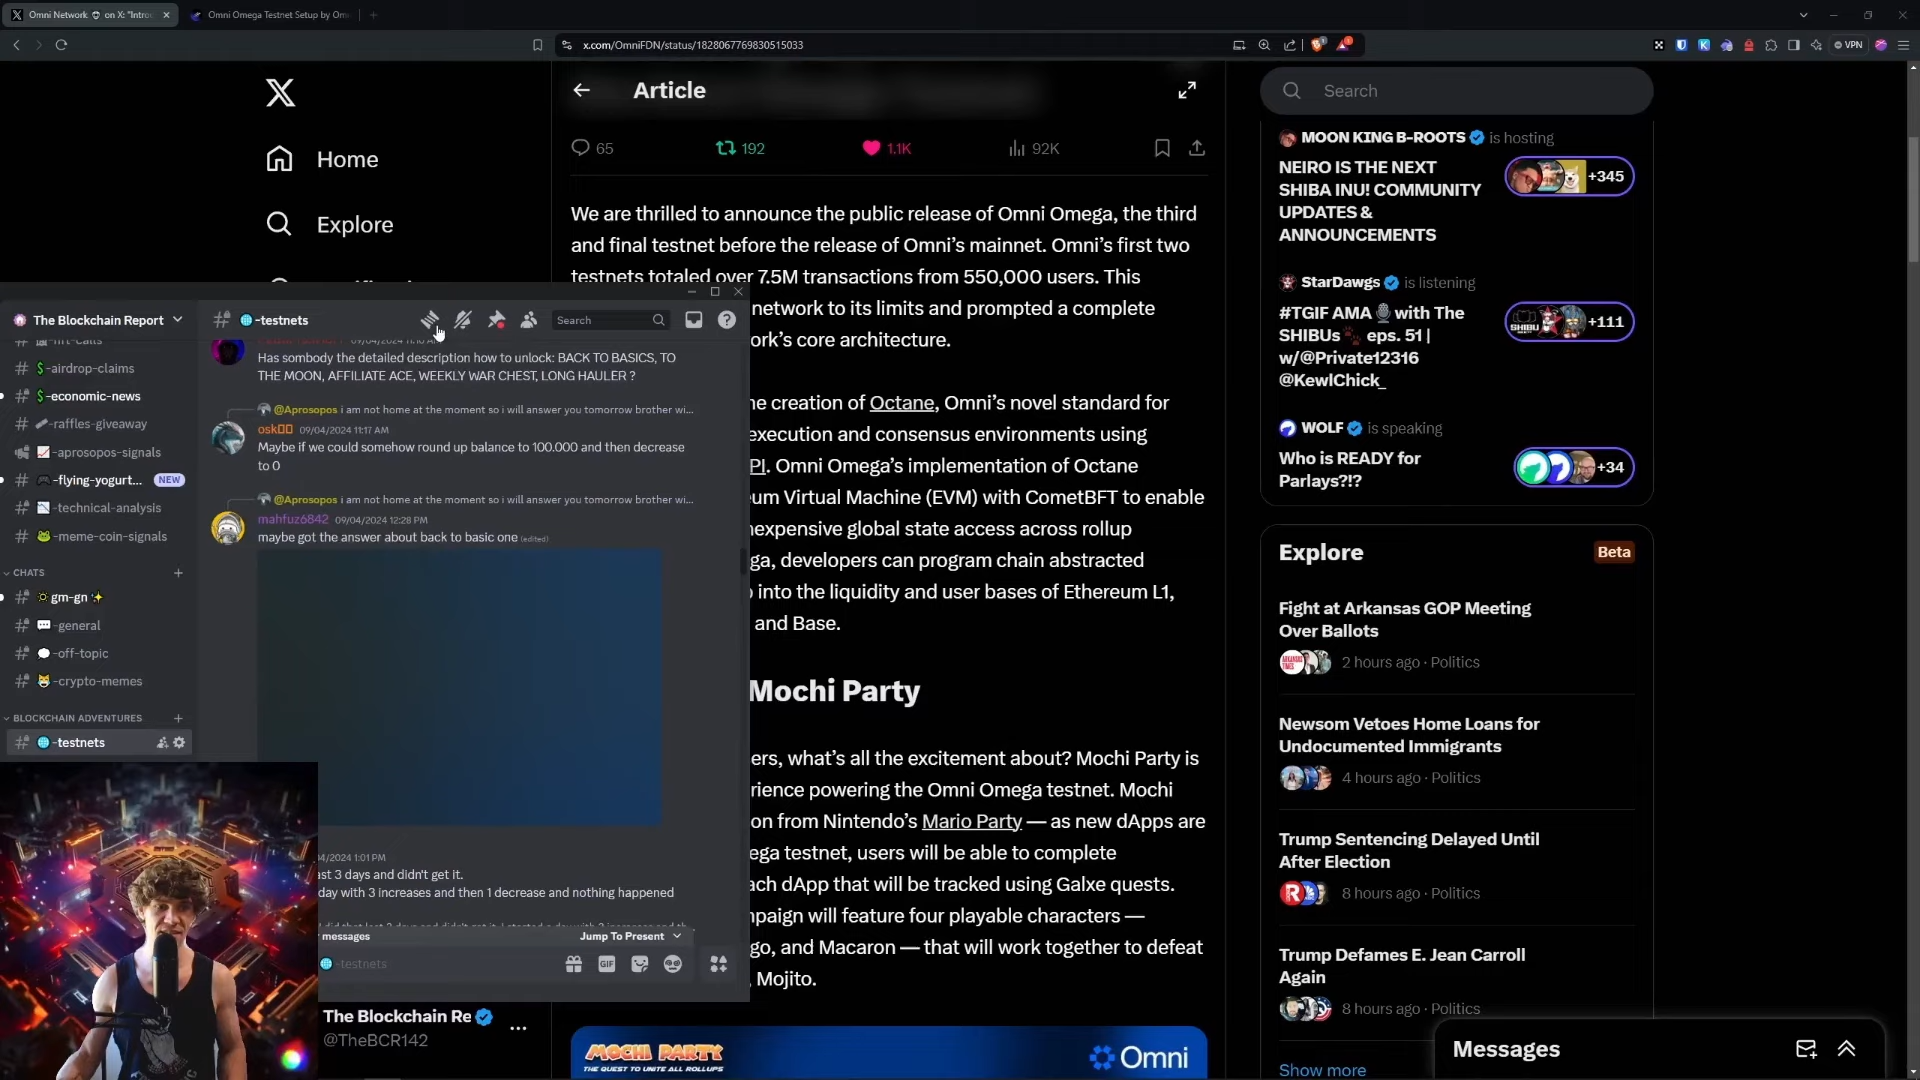 Omni Network on X: "Intro
Omni Omega Testnet Setup by Om
x.com/OmniFDN/status/1828067769830515033
VPN
Home
Explore
Article
65
192
1.1K
92K
We are thrilled to announce the public release of Omni Omega, the third
and final testnet before the release of Omni's mainnet. Omni's first two
testnets totaled over 7.5M transactions from 550,000 users. This
network to its limits and prompted a complete
ork's core architecture.
ne creation of Octane, Omni's novel standard for
execution and consensus environments using
PI. Omni Omega's implementation of Octane
um Virtual Machine (EVM) with CometBFT to enable
nexpensive global state access across rollup
ga, developers can program chain abstracted
into the liquidity and user bases of Ethereum L1,
and Base.
Mochi Party
ers, what's all the excitement about? Mochi Party is
rience powering the Omni Omega testnet. Mochi
on from Nintendo's Mario Party — as new dApps are
ega testnet, users will be able to complete
ach dApp that will be tracked using Galxe quests.
npaign will feature four playable characters —
go, and Macaron — that will work together to defeat
, Mojito.
MOCHI PARTY
THE QUEST TO UNITE ALL ROLLUPS
Omni
The Blockchain Report
-nft-calls
-airdrop-claims
-economic-news
-raffles-giveaway
-aprosopos-signals
-flying-yogurt... NEW
-technical-analysis
-meme-coin-signals
CHATS
gm-gn
-general
-off-topic
-crypto-memes
BLOCKCHAIN ADVENTURES
-testnets
-testnets
Search
Has sombody the detailed description how to unlock: BACK TO BASICS, TO
THE MOON, AFFILIATE ACE, WEEKLY WAR CHEST, LONG HAULER ?
@Aprosopos i am not home at the moment so i will answer you tomorrow brother wi...
osk 09/04/2024 11:17 AM
Maybe if we could somehow round up balance to 100.000 and then decrease
to 0
@Aprosopos i am not home at the moment so i will answer you tomorrow brother wi...
mahfuz6842 09/04/2024 12:28 PM
maybe got the answer about back to basic one (edited)
4/2024 1:01 PM
ast 3 days and didn't get it.
day with 3 increases and then 1 decrease and nothing happened
messages
Jump To Present
-testnets
GIF
The Blockchain Re
@TheBCR142
Search
MOON KING B-ROOTS is hosting
NEIRO IS THE NEXT
SHIBA INU! COMMUNITY
UPDATES &
ANNOUNCEMENTS
+345
StarDawgs is listening
#TGIF AMA with The
SHIBUs eps. 51 |
w/@Private12316
@KewlChick_
+111
WOLF is speaking
Who is READY for
Parlays?!?
+34
Explore
Beta
Fight at Arkansas GOP Meeting
Over Ballots
2 hours ago · Politics
Newsom Vetoes Home Loans for
Undocumented Immigrants
4 hours ago · Politics
Trump Sentencing Delayed Until
After Election
8 hours ago · Politics
Trump Defames E. Jean Carroll
Again
8 hours ago · Politics
Show more
Messages